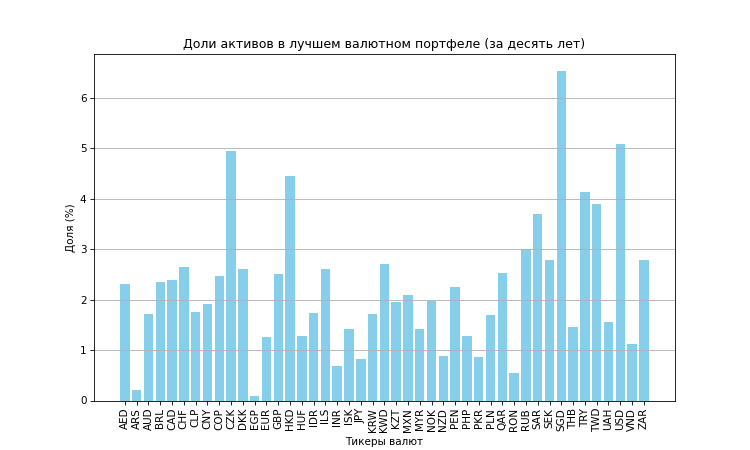 Доли активов в лучшем валютном портфеле (за десять лет)
Доля (%)
6
5
4
3
2
1
0
AED ARS AUD BRL CAD CHF CLP CNY COP CZK DKK EGP EUR GBP HKD HUF IDR ILS INR ISK JPY KRW KWD KZT MXN MYR NOK NZD PEN PHP PKR PLN QAR RON RUB SAR SEK SGD THB TRY TWD UAH USD VND ZAR
Тикеры валют